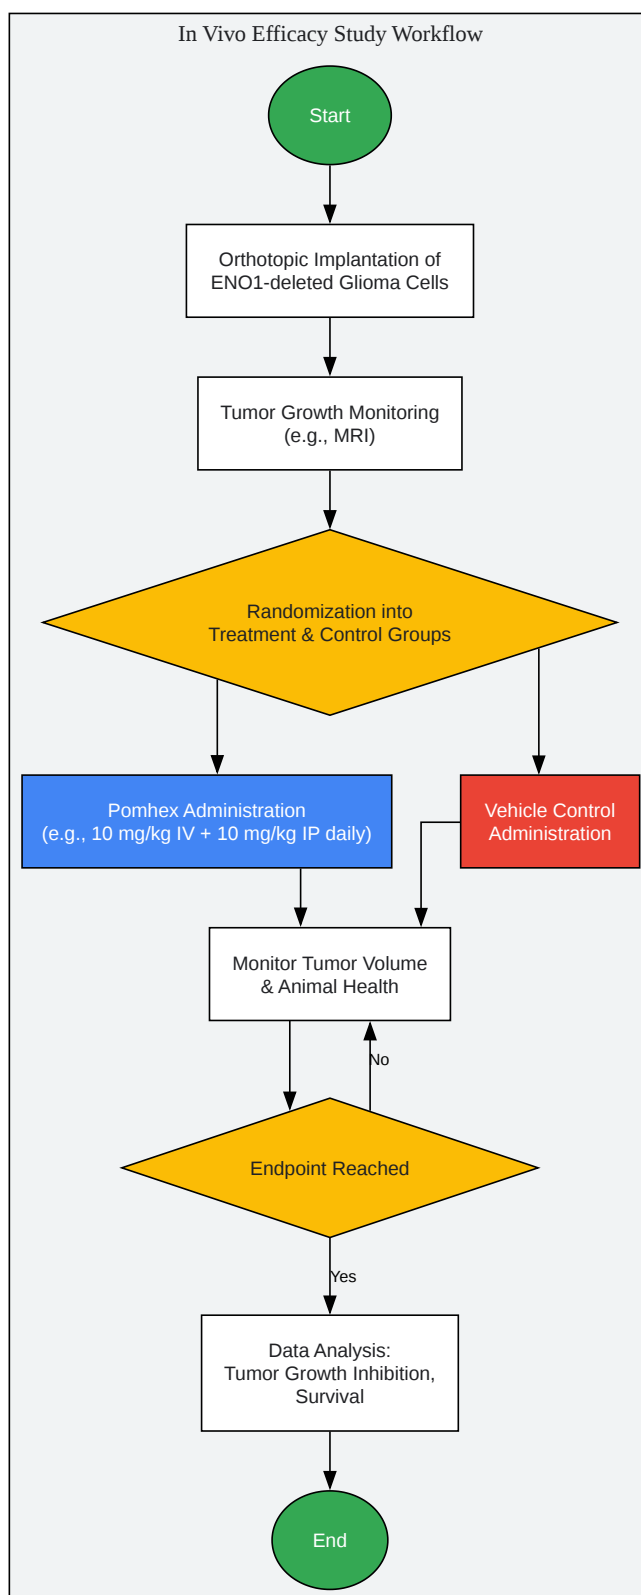 In Vivo Efficacy Study Workflow
Start
Orthotopic Implantation of
ENO1-deleted Glioma Cells
Tumor Growth Monitoring
(e.g., MRI)
Randomization into
Treatment & Control Groups
Pomhex Administration
(e.g., 10 mg/kg IV + 10 mg/kg IP daily)
Vehicle Control
Administration
Monitor Tumor Volume
& Animal Health
No
Endpoint Reached
Yes
Data Analysis:
Tumor Growth Inhibition,
Survival
End